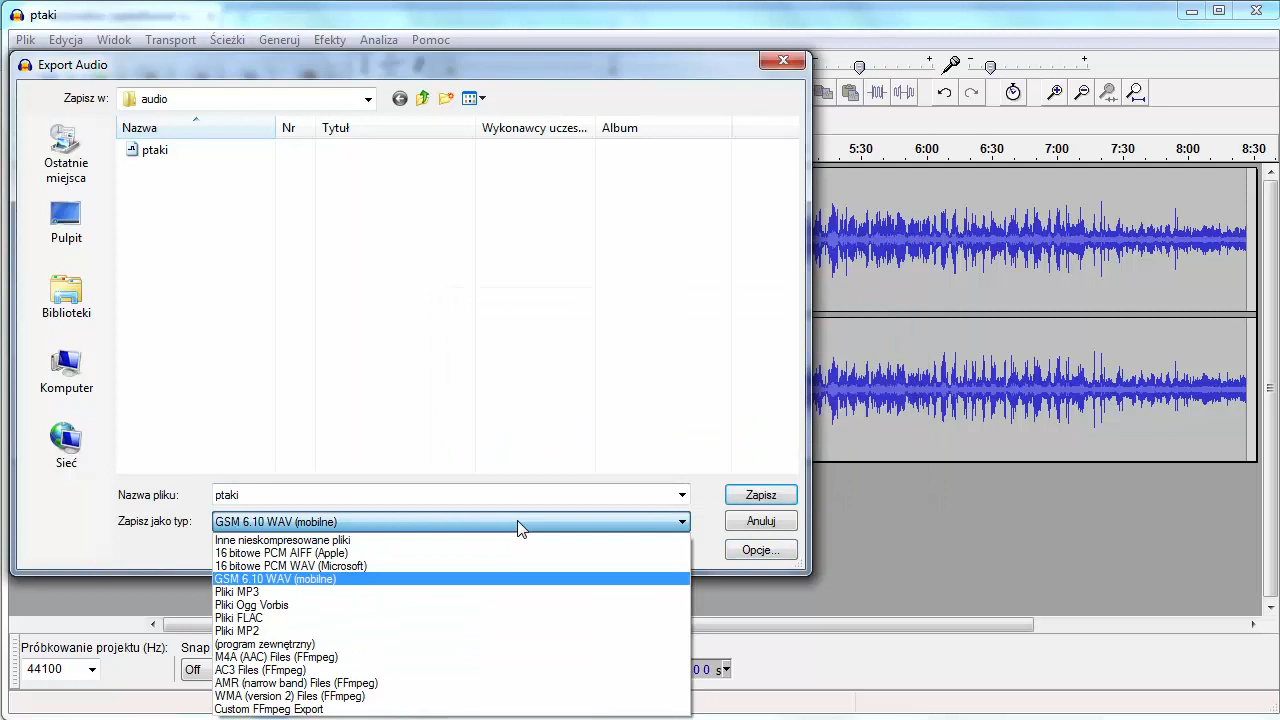 ptaki
Plik Edycja Widok Transport Ścieżki Generuj Efekty Analiza Pomoc
Export Audio
Zapisz w: audio
Nazwa Nr Tytuł Wykonawcy uczes... Album
ptaki
Ostatnie
miejsca
Pulpit
Biblioteki
Komputer
Sieć
5:30 6:00 6:30 7:00 7:30 8:00 8:30
Nazwa pliku: ptaki Zapisz
Zapisz jako typ: GSM 6.10 WAV (mobilne) Anuluj
Inne nieskompresowane pliki
16 bitowe PCM AIFF (Apple)
Opcje...
16 bitowe PCM WAV (Microsoft)
GSM 6.10 WAV (mobilne)
Pliki MP3
Pliki Ogg Vorbis
Pliki FLAC
Pliki MP2
(program zewnętrzny)
M4A (AAC) Files (FFmpeg)
AC3 Files (FFmpeg)
AMR (narrow band) Files (FFmpeg)
WMA (version 2) Files (FFmpeg)
Custom FFmpeg Export
Próbkowanie projektu (Hz): Snap
44100 Off 0 0 s